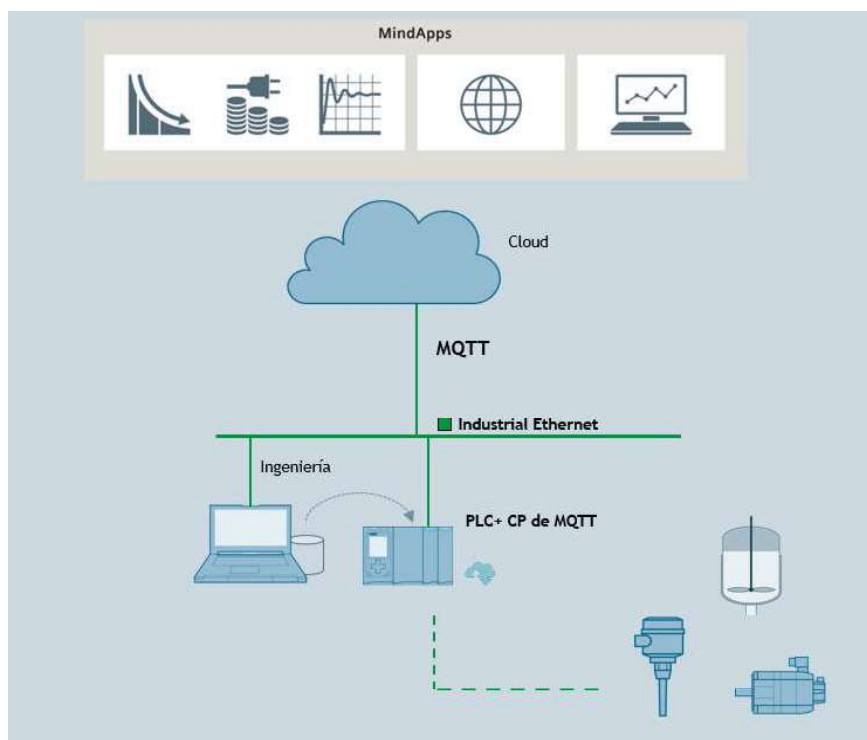 MindApps
Cloud
MQTT
Industrial Ethernet
Ingeniería
PLC+ CP de MQTT